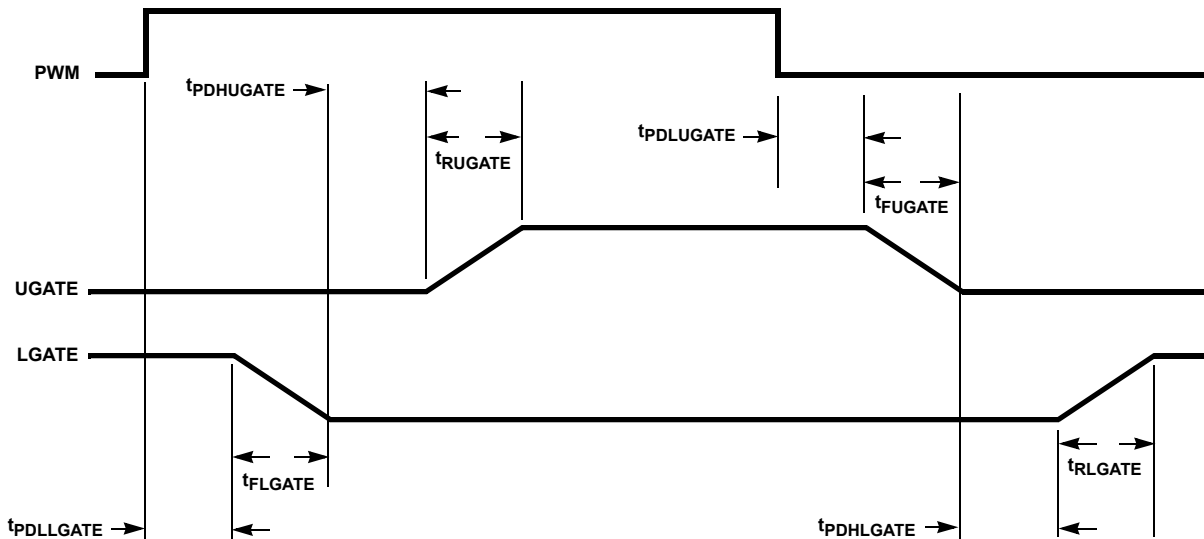 PWM
tPDHUGATE
tPDLUGATE
tRUGATE
tFUGATE
UGATE
LGATE
tFLGATE
tRLGATE
tPDLLGATE
tPDHLGATE